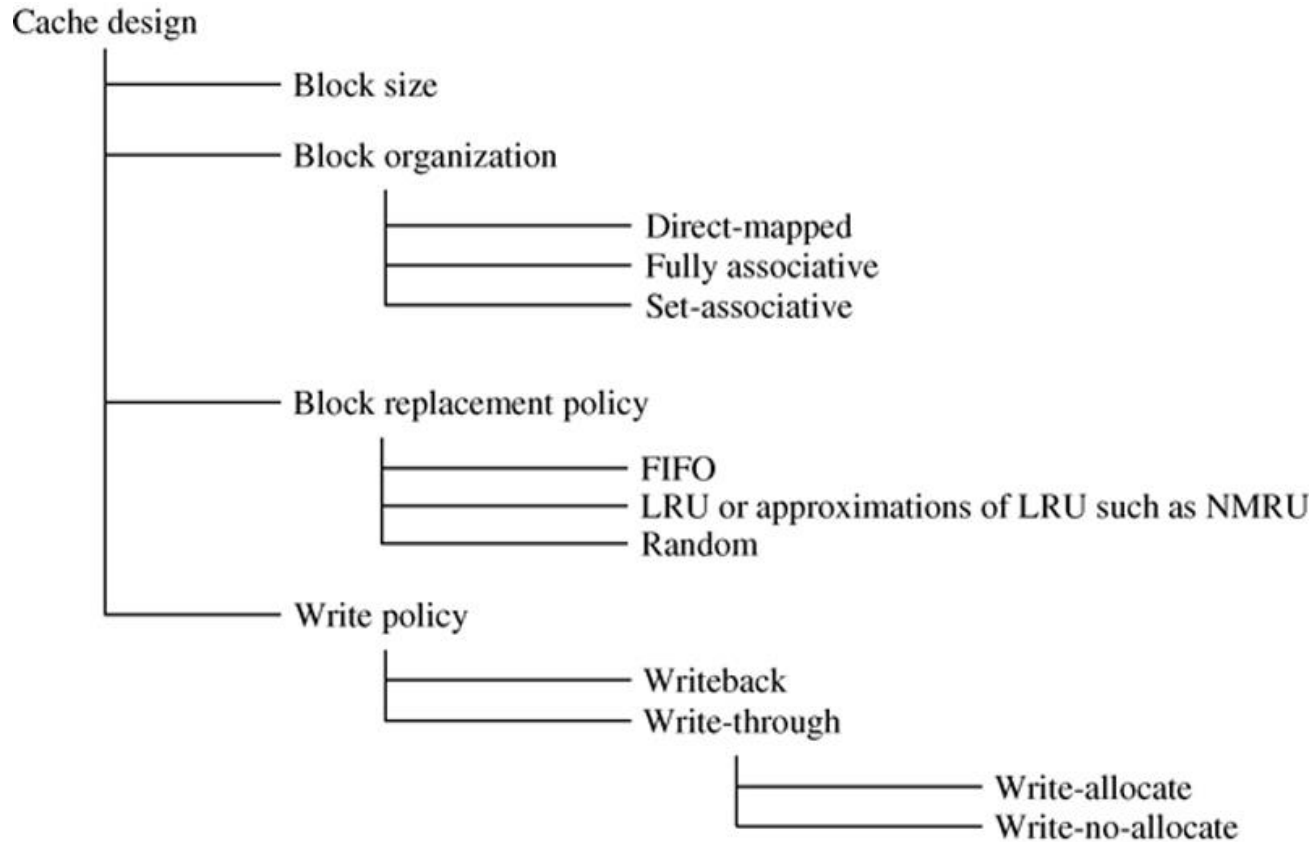 Cache design
Block size
Block organization
Direct-mapped
Fully associative
Set-associative
Block replacement policy
FIFO
LRU or approximations of LRU such as NMRU
Random
Write policy
Writeback
Write-through
Write-allocate
Write-no-allocate